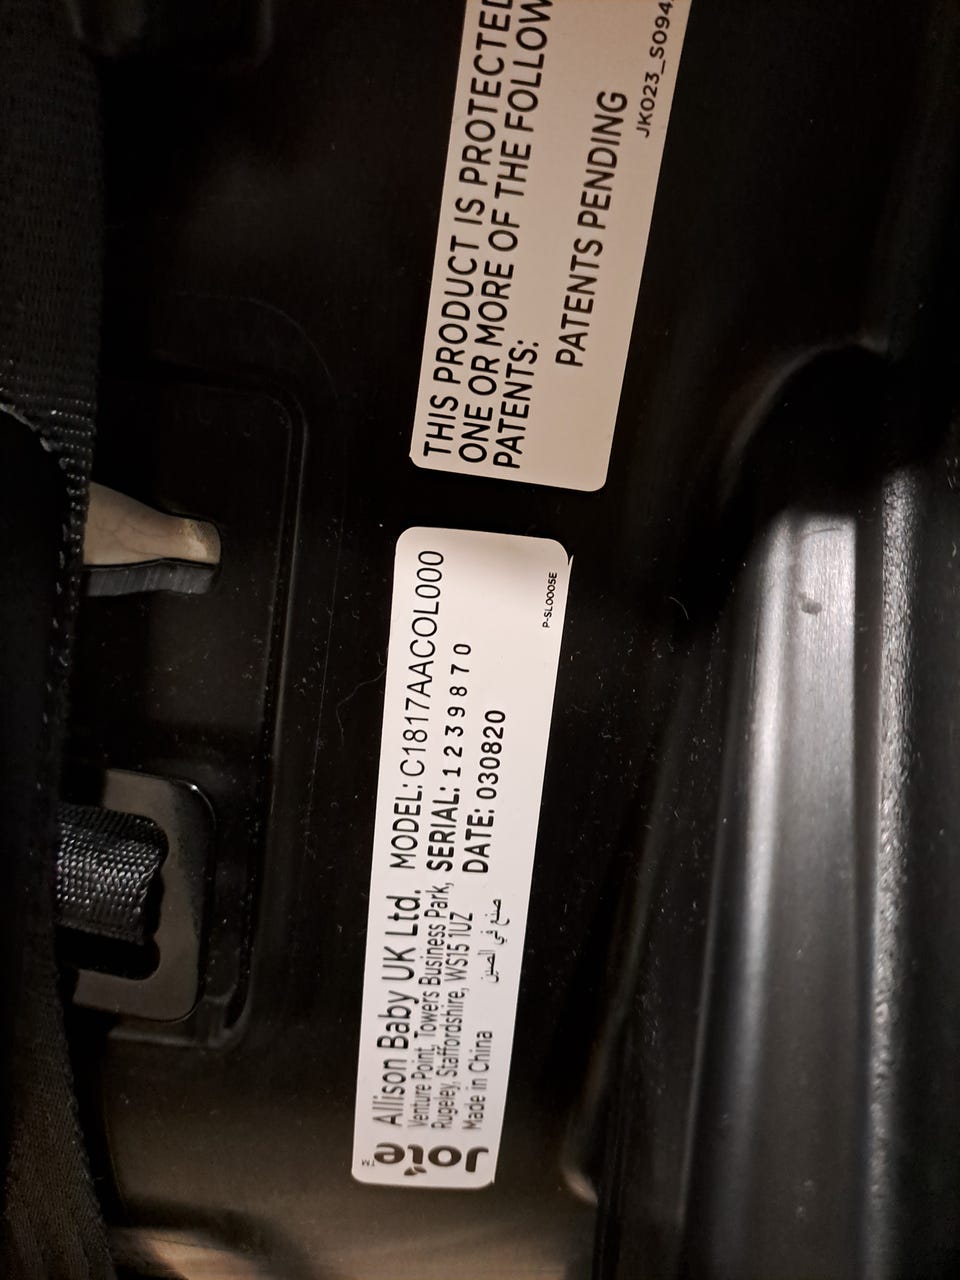 THIS PRODUCT IS PROTECTED
ONE OR MORE OF THE FOLLOW
PATENTS:
PATENTS PENDING
JK023_S094
Joie™
Allison Baby UK Ltd.
Venture Point, Towers Business Park,
Rugeley, Staffordshire, WS15 1UZ
Made in China صنع في الصين
MODEL: C1817AACOL000
SERIAL: 1 2 3 9 8 7 0
DATE: 030820
P-SL0005E